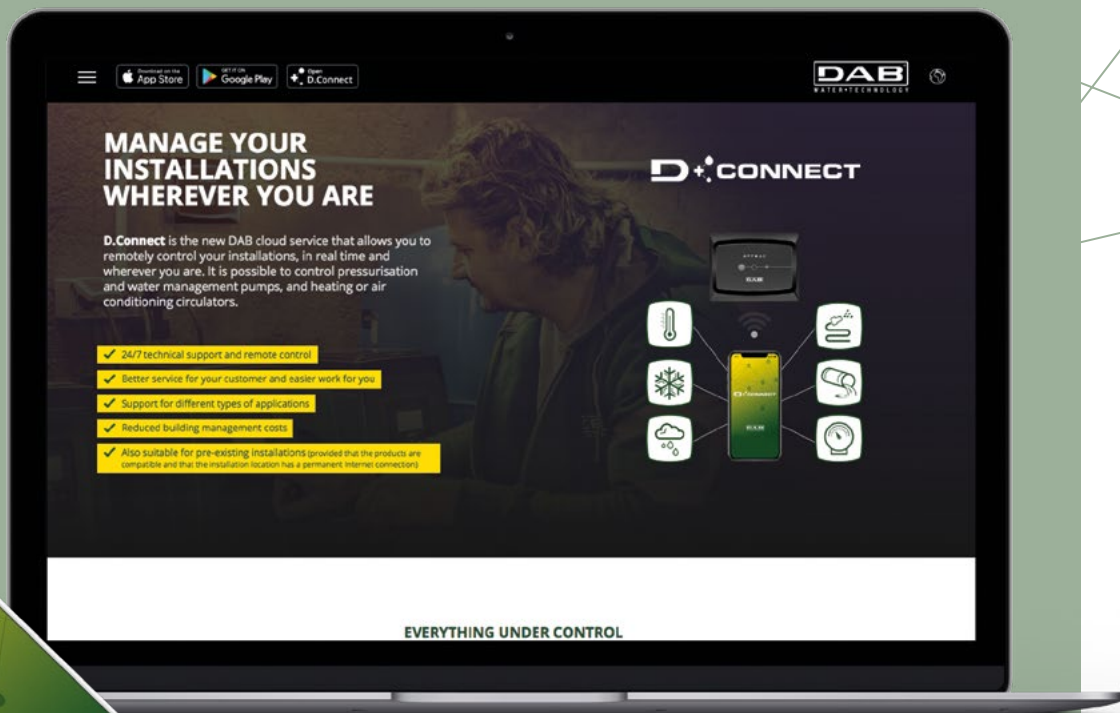 Download on the
App Store
GET IT ON
Google Play
Open
D.Connect
DAB
WATER•TECHNOLOGY
MANAGE YOUR
INSTALLATIONS
WHEREVER YOU ARE
D.Connect is the new DAB cloud service that allows you to
remotely control your installations, in real time and
wherever you are. It is possible to control pressurisation
and water management pumps, and heating or air
conditioning circulators.
✓ 24/7 technical support and remote control
✓ Better service for your customer and easier work for you
✓ Support for different types of applications
✓ Reduced building management costs
✓ Also suitable for pre-existing installations (provided that the products are
compatible and that the installation location has a permanent Internet connection)
D+CONNECT
DAB
D+CONNECT
DAB
EVERYTHING UNDER CONTROL